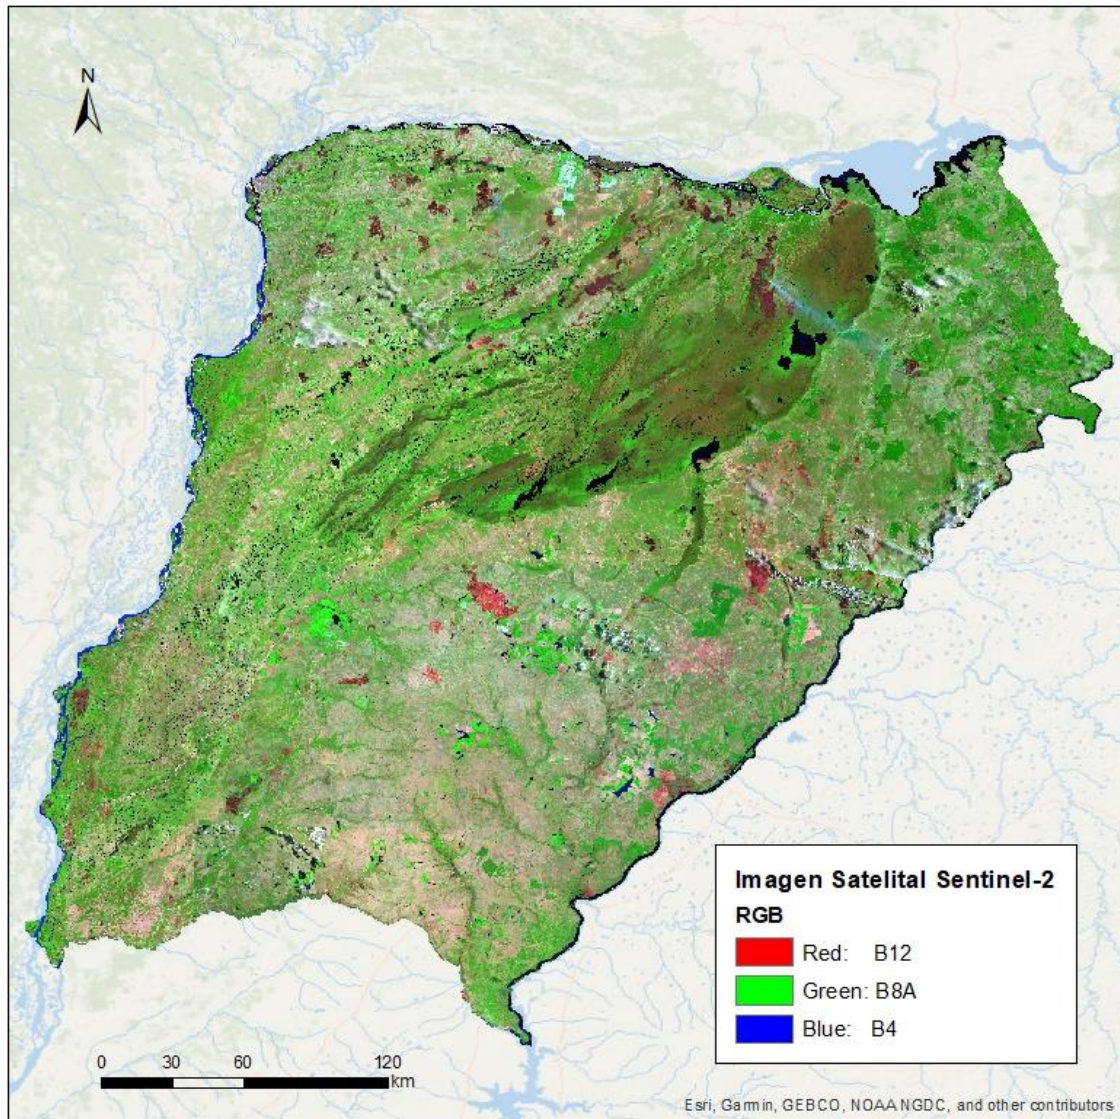 N
Imagen Satelital Sentinel-2
RGB
Red: B12
Green: B8A
Blue: B4
0 30 60 120
km
Esri, Garmin, GEBCO, NOAA NGDC, and other contributors